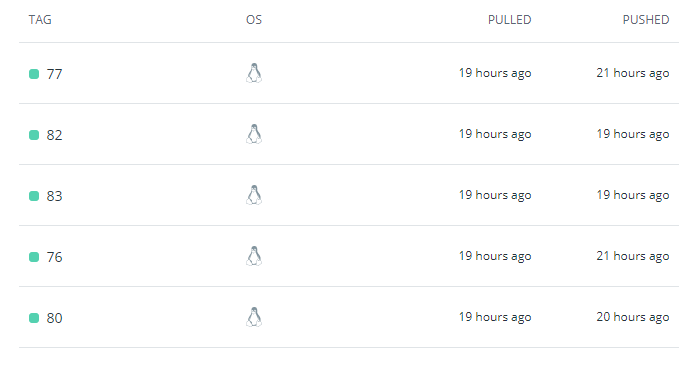 TAG OS PULLED PUSHED
77 19 hours ago 21 hours ago
82 19 hours ago 19 hours ago
83 19 hours ago 19 hours ago
76 19 hours ago 21 hours ago
80 19 hours ago 20 hours ago